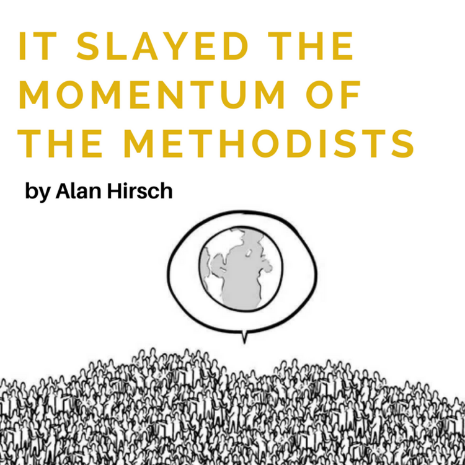 IT SLAYED THE
MOMENTUM OF
THE METHODISTS
by Alan Hirsch